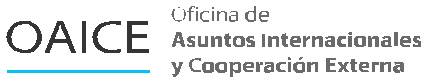 OAICE
Oficina de
Asuntos Internacionales
y Cooperación Externa